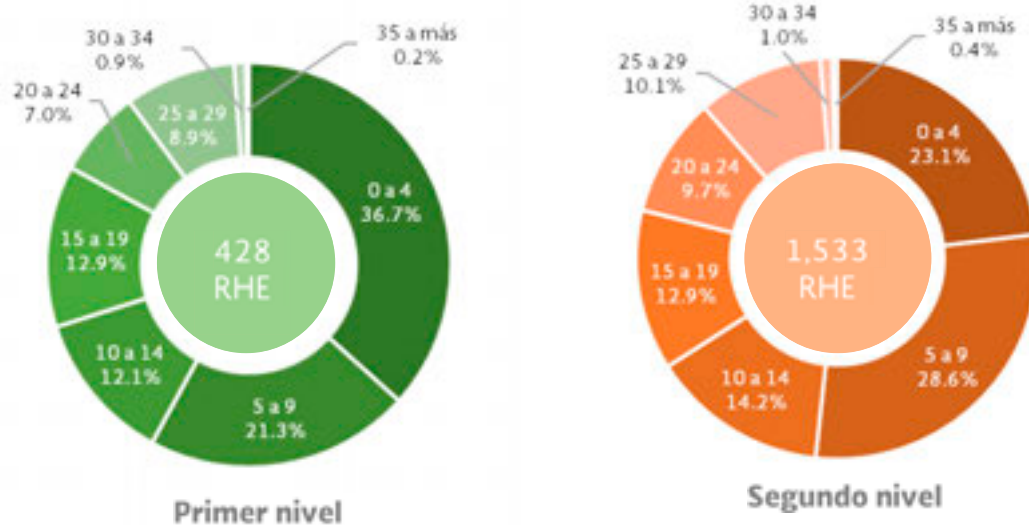 30 a 34
0.9%
35 a más
0.2%
20 a 24
7.0%
25 a 29
8.9%
0 a 4
36.7%
15 a 19
12.9%
428
RHE
10 a 14
12.1%
5 a 9
21.3%
Primer nivel
30 a 34
1.0%
35 a más
0.4%
25 a 29
10.1%
0 a 4
23.1%
20 a 24
9.7%
15 a 19
12.9%
1,533
RHE
5 a 9
28.6%
10 a 14
14.2%
Segundo nivel